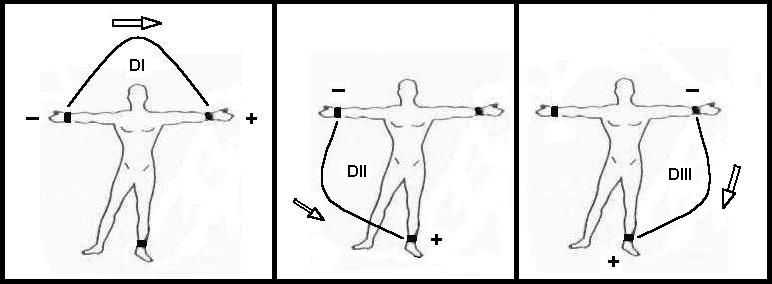 DI
- +
-
DII
+
-
DIII
+